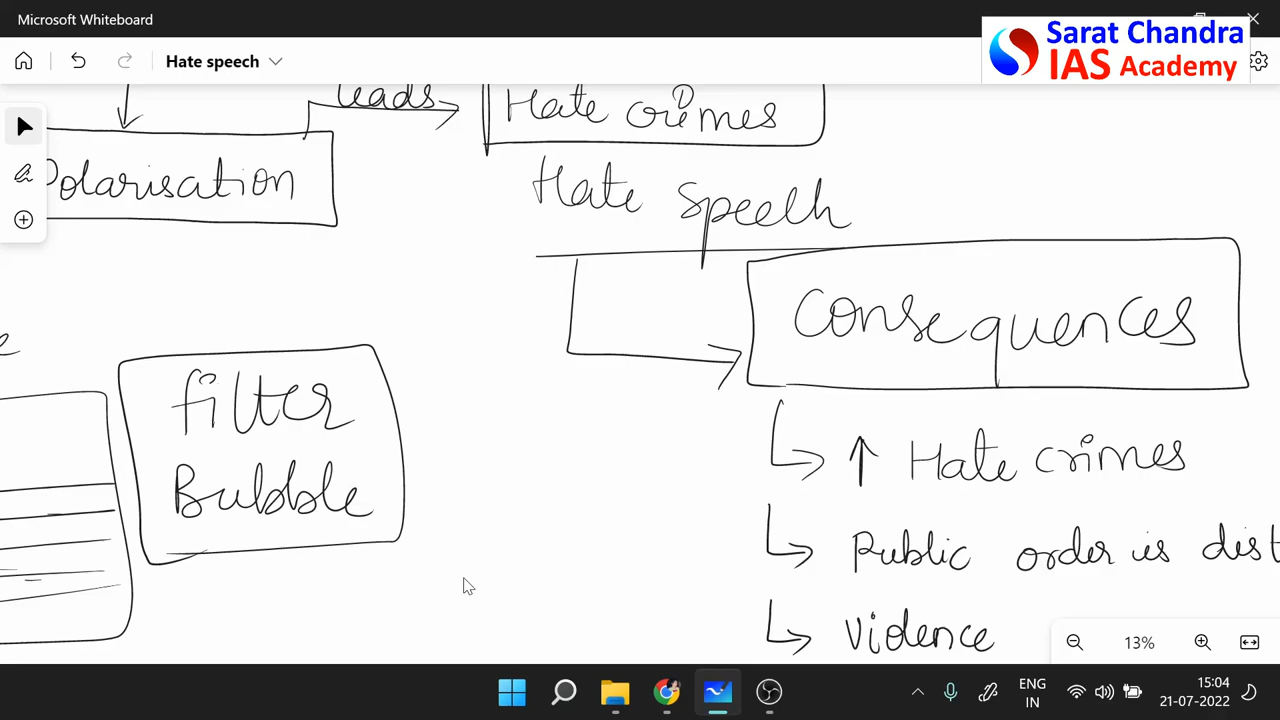 Microsoft Whiteboard
Sarat Chandra
IAS Academy
Hate speech
leads
Hate crimes
Polarisation
Hate Speech
Consequences
filter
Bubble
↑ Hate crimes
Public order is dist
Violence
13%
ENG
IN
15:04
21-07-2022